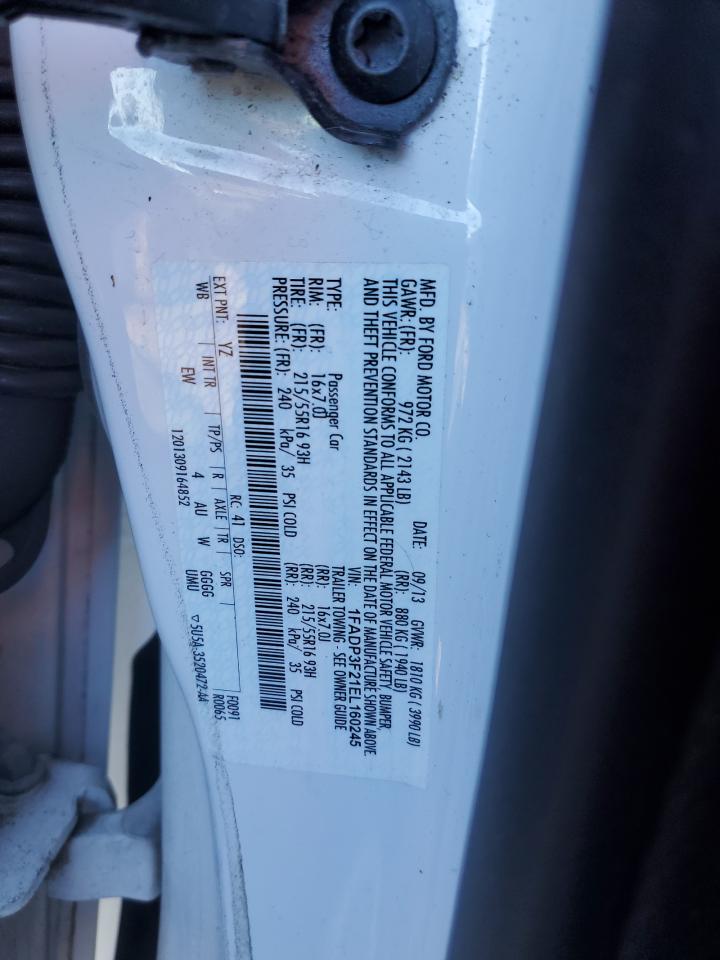 MFD. BY FORD MOTOR CO. DATE: 09/13 GVWR: 1810 KG ( 3990 LB)
GAWR: (FR): 972 KG ( 2143 LB) (RR): 880 KG ( 1940 LB)
THIS VEHICLE CONFORMS TO ALL APPLICABLE FEDERAL MOTOR VEHICLE SAFETY, BUMPER,
AND THEFT PREVENTION STANDARDS IN EFFECT ON THE DATE OF MANUFACTURE SHOWN ABOVE.
VIN: 1FADP3F21EL160245
TYPE: Passenger Car TRAILER TOWING - SEE OWNER GUIDE
RIM: (FR): 16x7.0J (RR): 16x7.0J
TIRE: (FR): 215/55R16 93H (RR): 215/55R16 93H
PRESSURE: (FR): 240 kPa/ 35 PSI COLD (RR): 240 kPa/ 35 PSI COLD
RC: 41 DSO: F0091
EXT PNT: YZ INT TR TP/PS R AXLE TR SPR R0065
WB EW 4 AU W GGGG
UMU
1201309164852 ▽5U5A-3520472-AA